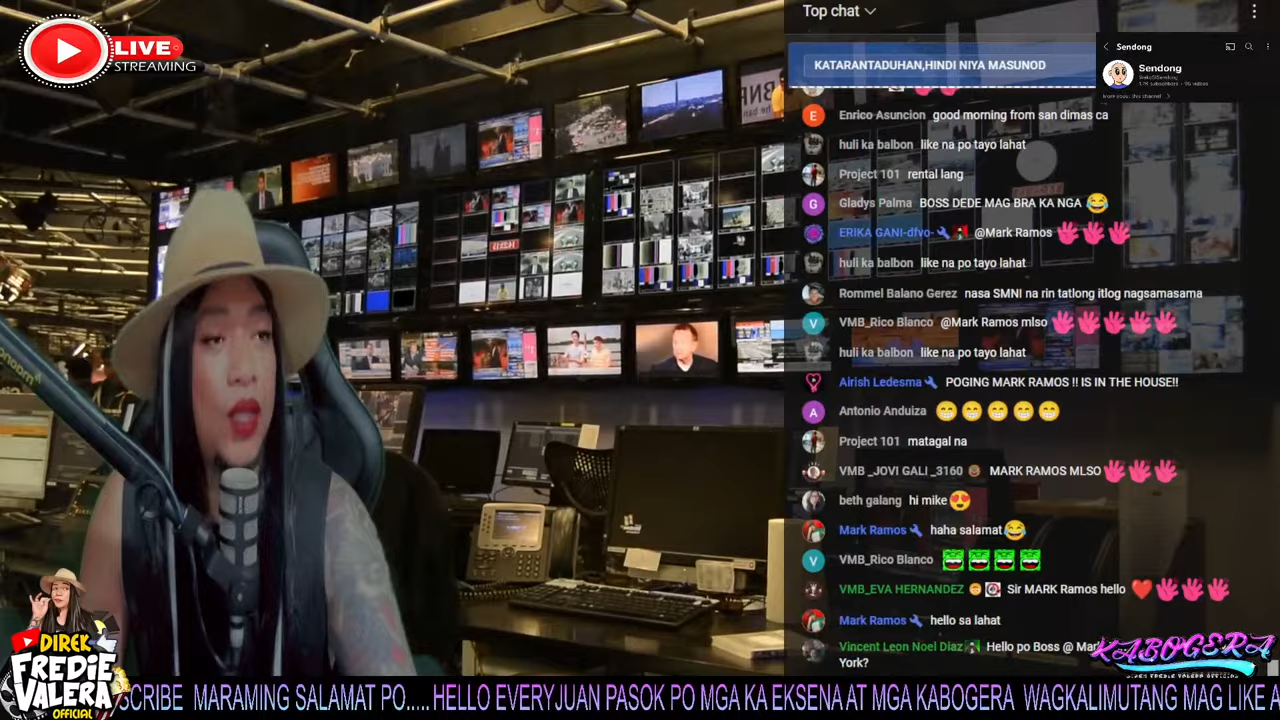 LIVE
STREAMING
Top chat
KATARANTADUHAN,HINDI NIYA MASUNOD
Sendong
Sendong
Enrico Asuncion good morning from san dimas ca
huli ka balbon like na po tayo lahat
Project 101 rental lang
Gladys Palma BOSS DEDE MAG BRA KA NGA 😂
ERIKA GANI-dfvo- @Mark Ramos
huli ka balbon like na po tayo lahat
Rommel Balano Gerez nasa SMNI na rin tatlong itlog nagsamasama
VMB_Rico Blanco @Mark Ramos mlso
huli ka balbon like na po tayo lahat
Airish Ledesma POGING MARK RAMOS !! IS IN THE HOUSE!!
Antonio Anduiza 😁😁😁😁😁
Project 101 matagal na
VMB _JOVI GALI _3160 MARK RAMOS MLSO
beth galang hi mike 😍
Mark Ramos haha salamat 😂
VMB_Rico Blanco
VMB_EVA HERNANDEZ Sir MARK Ramos hello ❤️
Mark Ramos hello sa lahat
Vincent Leon Noel Diaz Hello po Boss @ Mar
York?
KABOGERA
DIREK FREDIE VALERA OFFICIAL
DIREK
FREDIE
VALERA
OFFICIAL
SCRIBE MARAMING SALAMAT PO..... HELLO EVERYJUAN PASOK PO MGA KA EKSENA AT MGA KABOGERA WAGKALIMUTANG MAG LIKE A